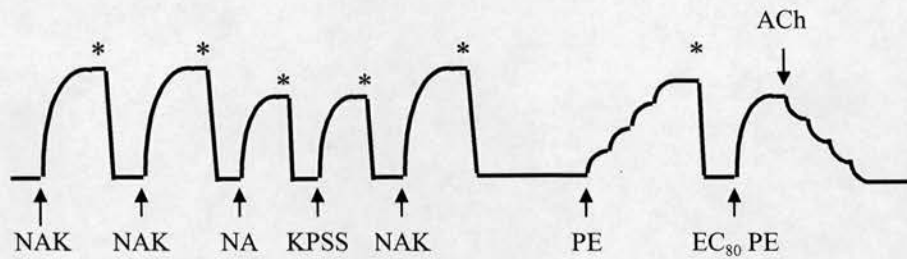 ACh
* * * * * *
NAK NAK NA KPSS NAK PE EC₈₀ PE